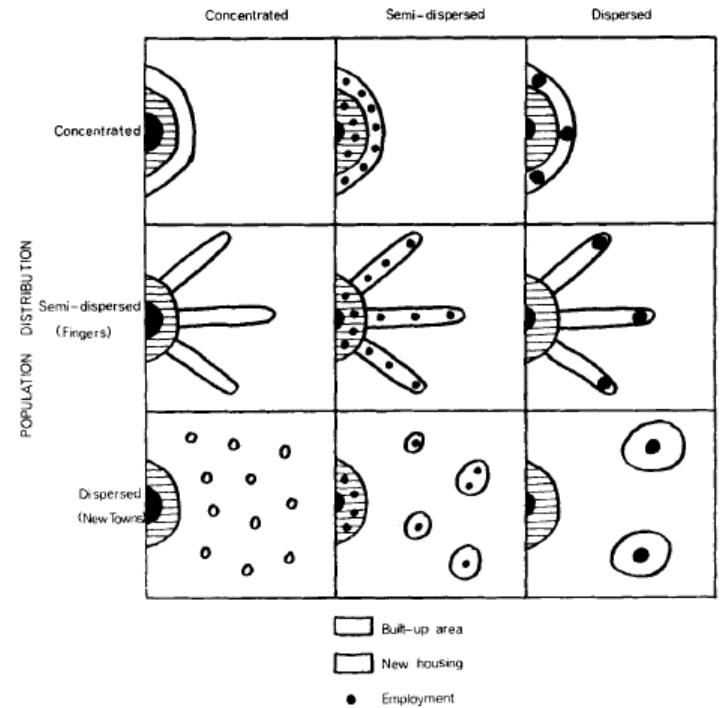 Concentrated
Semi-dispersed
Dispersed
Concentrated
POPULATION DISTRIBUTION
Semi-dispersed
(Fingers)
Dispersed
(New Towns)
Built-up area
New housing
Employment